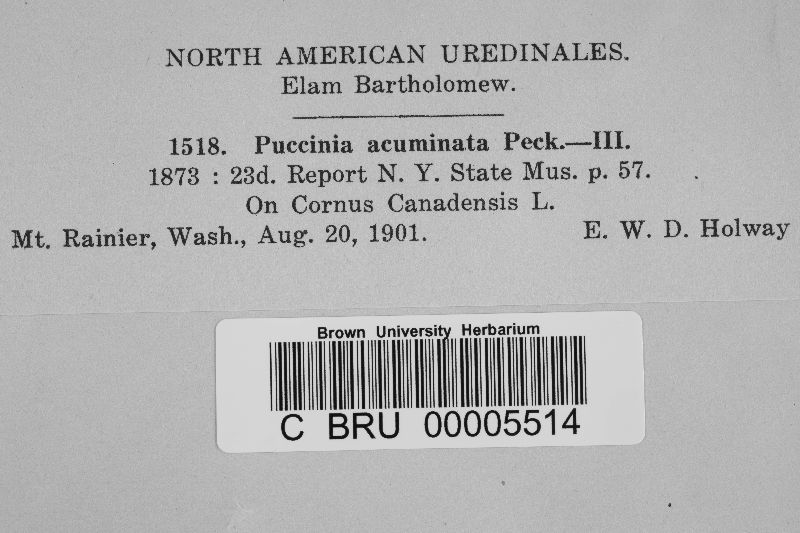 NORTH AMERICAN UREDINALES.
Elam Bartholomew.
1518. Puccinia acuminata Peck.—III.
1873 : 23d. Report N. Y. State Mus. p. 57.
On Cornus Canadensis L.
Mt. Rainier, Wash., Aug. 20, 1901. E. W. D. Holway
Brown University Herbarium
C BRU 00005514